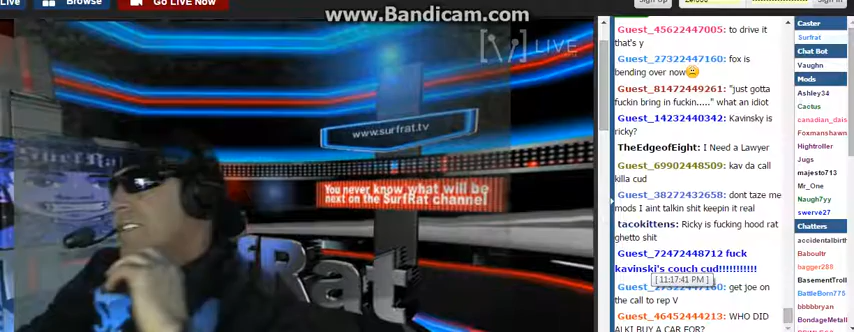 www.Bandicam.com
Live
Browse
Go Live Now
Sign Up
Sign In
[V] LIVE
www.surfrat.tv
SurfRat
You never know what will be
next on the SurfRat channel
Rat
Guest_45622447005: to drive it
that's y
Guest_27322447160: fox is
bending over now
Guest_81472449261: "just gotta
fuckin bring in fuckin....." what an idiot
Guest_14232440342: Kavinsky is
ricky?
TheEdgeofEight: I Need a Lawyer
Guest_69902448509: kav da call
killa cud
Guest_38272432658: dont taze me
mods I aint talkin shit keepin it real
tacokittens: Ricky is fucking hood rat
ghetto shit
Guest_72472448712 fuck
kavinski's couch cud!!!!!!!!!!!
[ 11:17:41 PM ]
Guest_27322447160: get joe on
the call to rep V
Guest_46452444213: WHO DID
ALKI BUY A CAR FOR?
Caster
Surfrat
Chat Bot
Vaughn
Mods
Ashley34
Cactus
canadian_dais
Foxmanshawn
Hightroller
Jugs
majesto713
Mr_One
Naugh7yy
swerve27
Chatters
accidentalbirth
Baboultr
bagger288
BasementTroll
BattleBorn775
bbbbbryan
BondageMetall